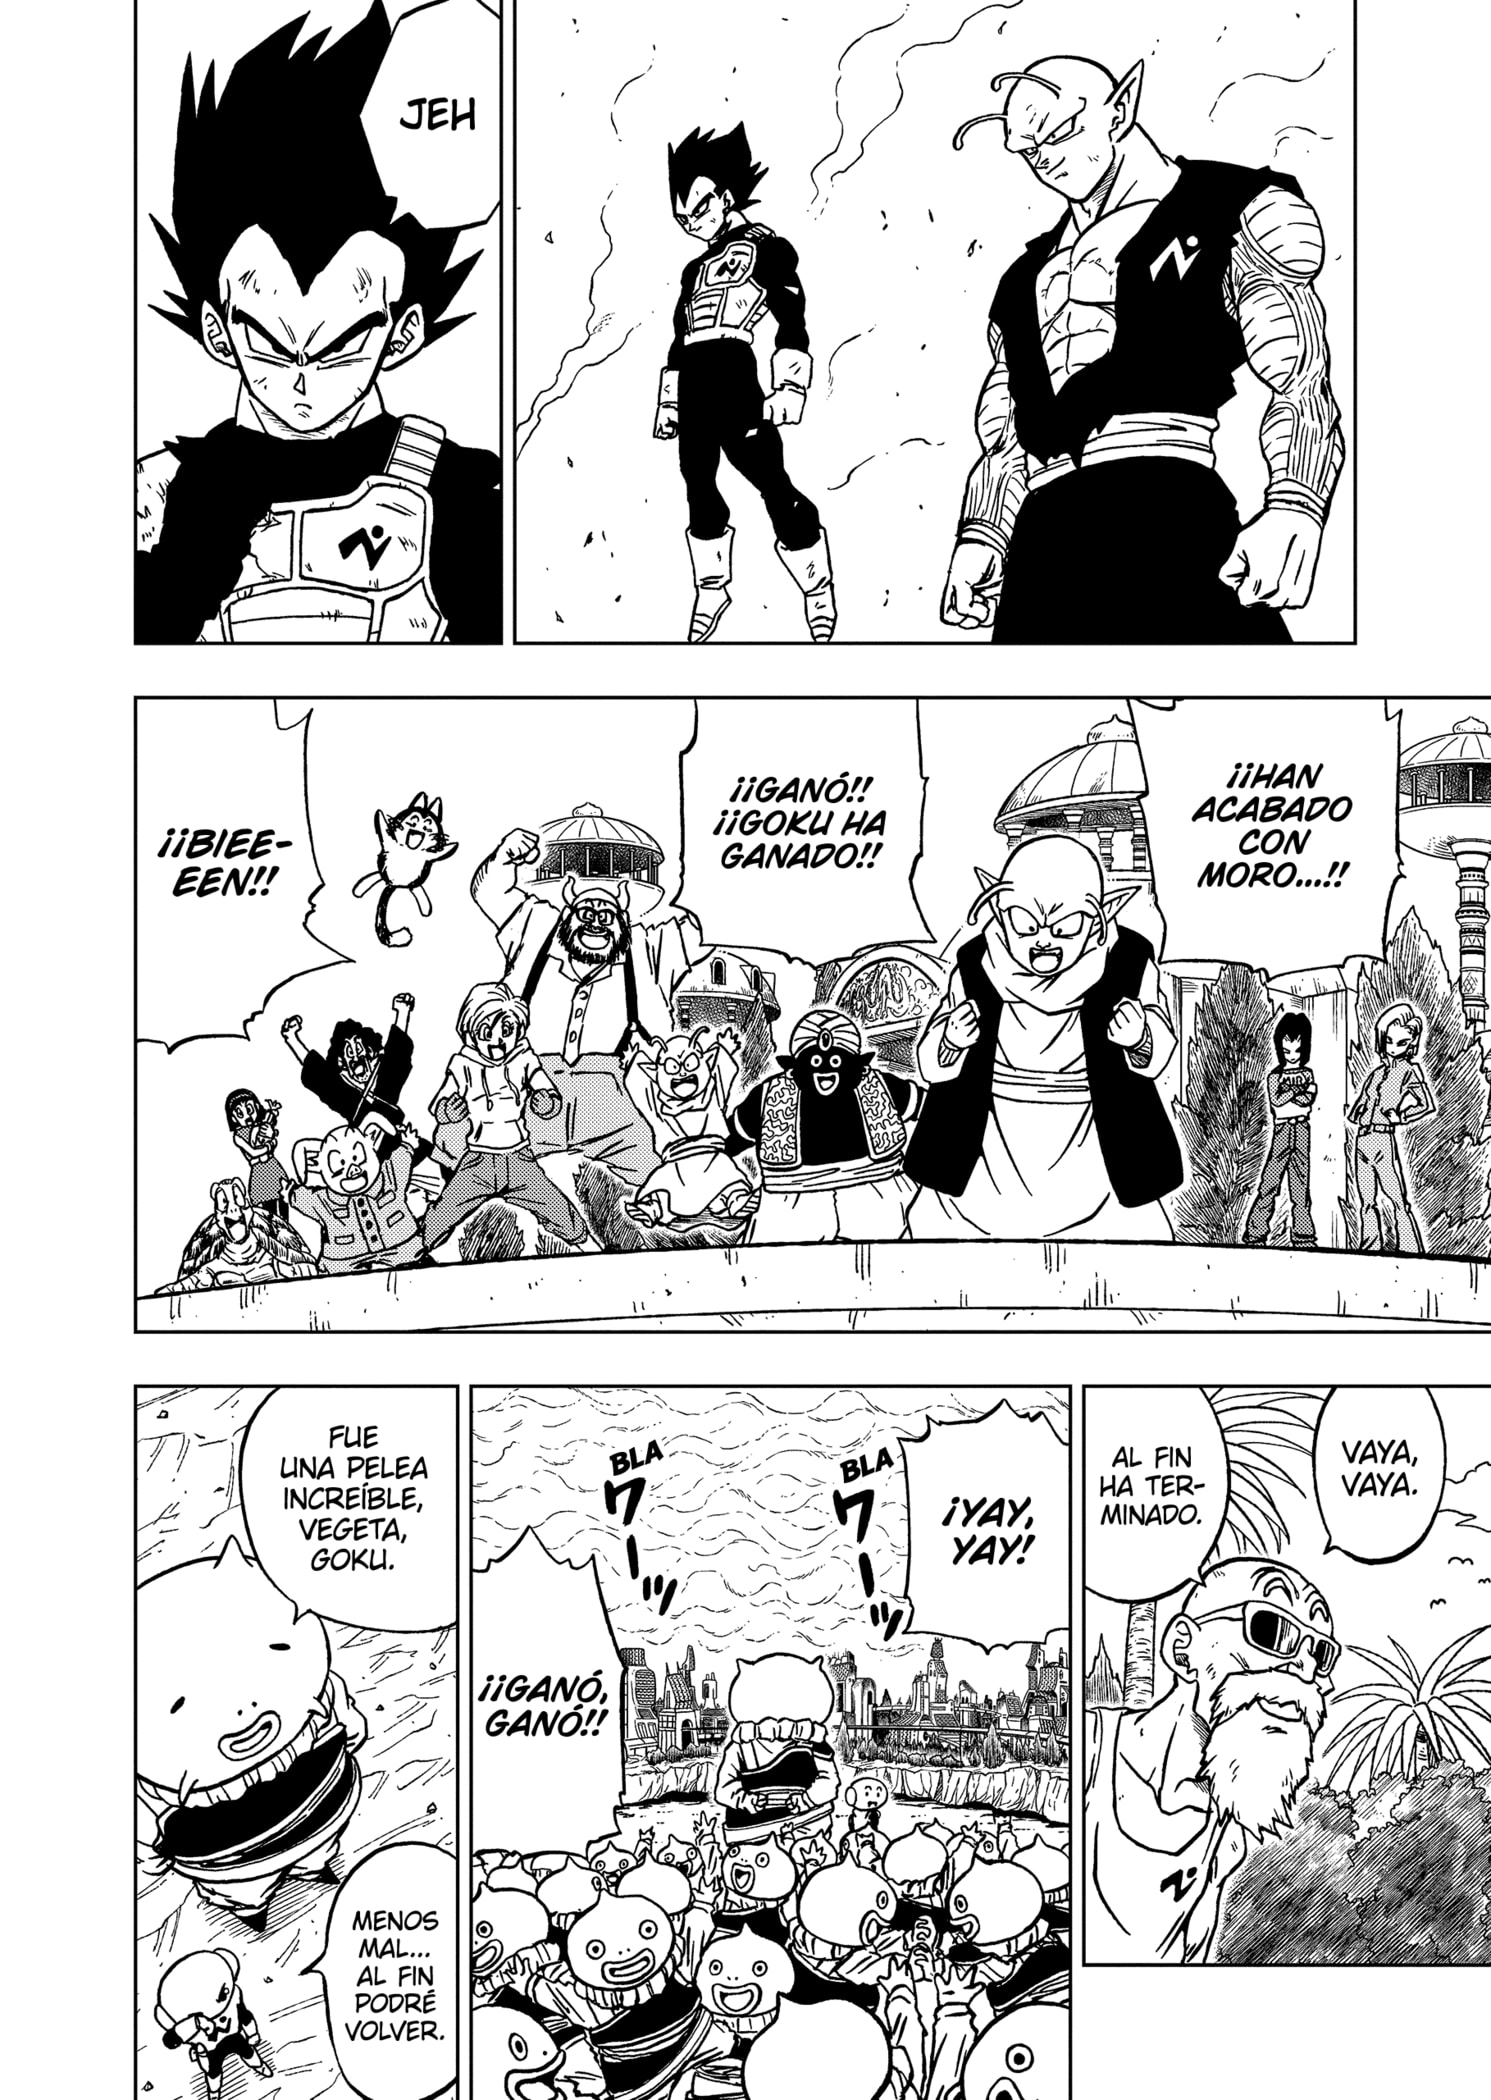 JEH
¡¡HAN
ACABADO
CON
MORO...!!
¡¡GANÓ!!
¡¡GOKU HA
GANADO!!
¡¡BIEE-
EEN!!
VAYA,
VAYA.
AL FIN
HA TER-
MINADO.
¡YAY,
YAY!
BLA
ワーッ
BLA
ワーッ
¡¡GANÓ,
GANÓ!!
FUE
UNA PELEA
INCREÍBLE,
VEGETA,
GOKU.
MENOS
MAL...
AL FIN
PODRÉ
VOLVER.